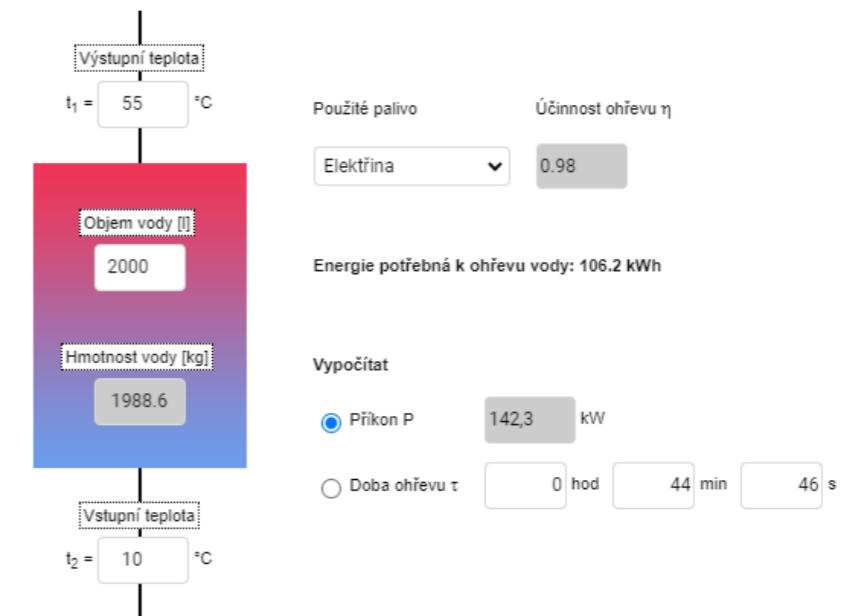 Výstupní teplota
t₁ = 55 °C
Použité palivo Účinnost ohřevu η
Elektřina 0.98
Objem vody [l]
2000
Energie potřebná k ohřevu vody: 106.2 kWh
Hmotnost vody [kg]
1988.6
Vypočítat
Příkon P 142,3 kW
Doba ohřevu τ 0 hod 44 min 46 s
Vstupní teplota
t₂ = 10 °C